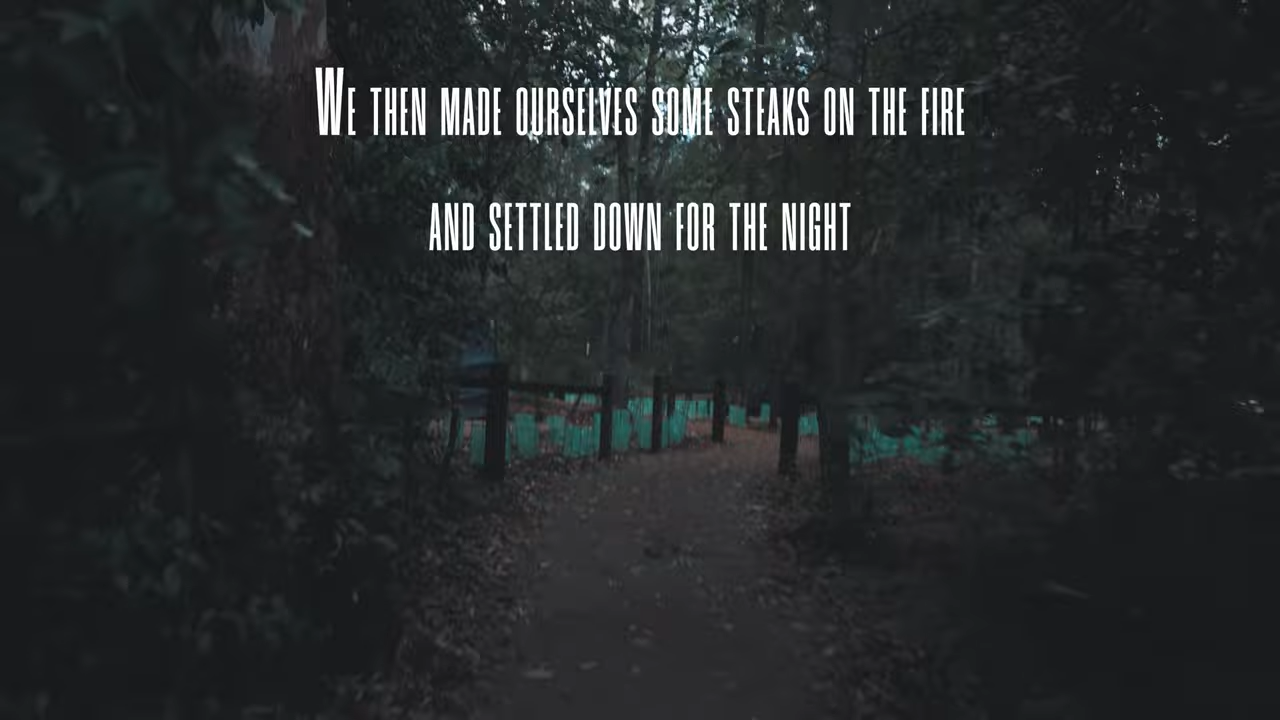 We then made ourselves some steaks on the fire
and settled down for the night